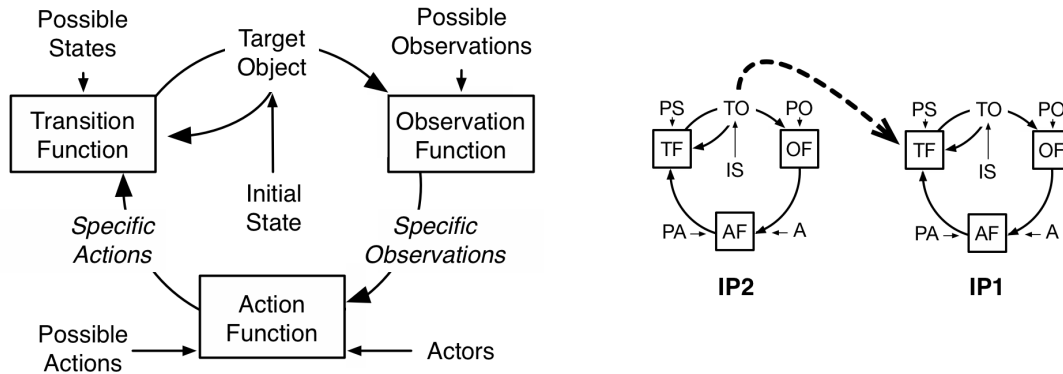 Possible
States
Target
Object
Possible
Observations
Transition
Function
Observation
Function
Initial
State
Specific
Actions
Specific
Observations
Action
Function
Possible
Actions
Actors
PS
TO
PO
TF
OF
IS
PA
AF
A
IP2
PS
TO
PO
TF
OF
IS
PA
AF
A
IP1